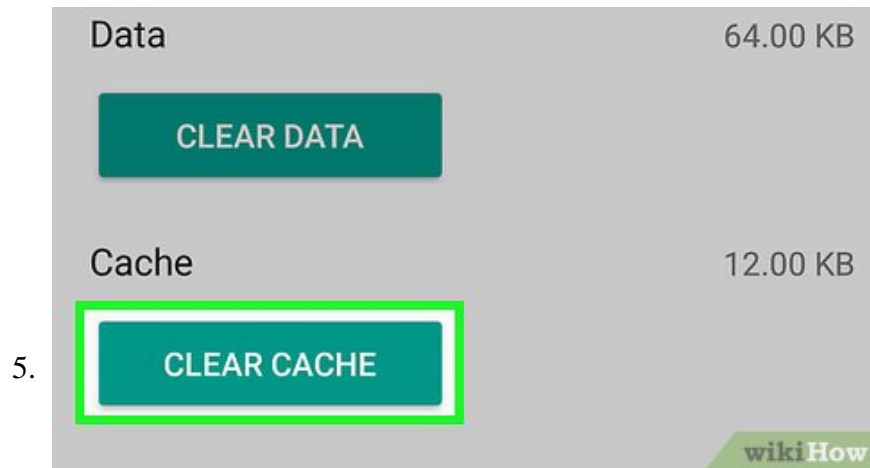 Data 64.00 KB
CLEAR DATA
Cache 12.00 KB
5. CLEAR CACHE
wikiHow